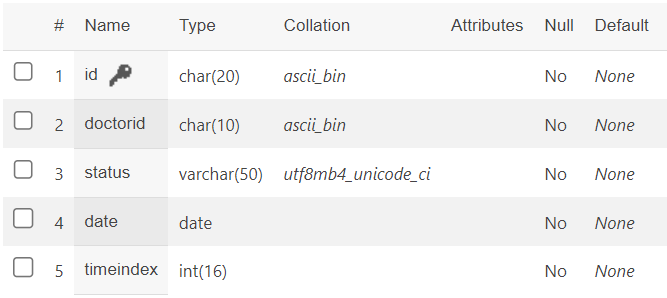 # Name Type Collation Attributes Null Default
1 id char(20) ascii_bin No None
2 doctorid char(10) ascii_bin No None
3 status varchar(50) utf8mb4_unicode_ci No None
4 date date No None
5 timeindex int(16) No None